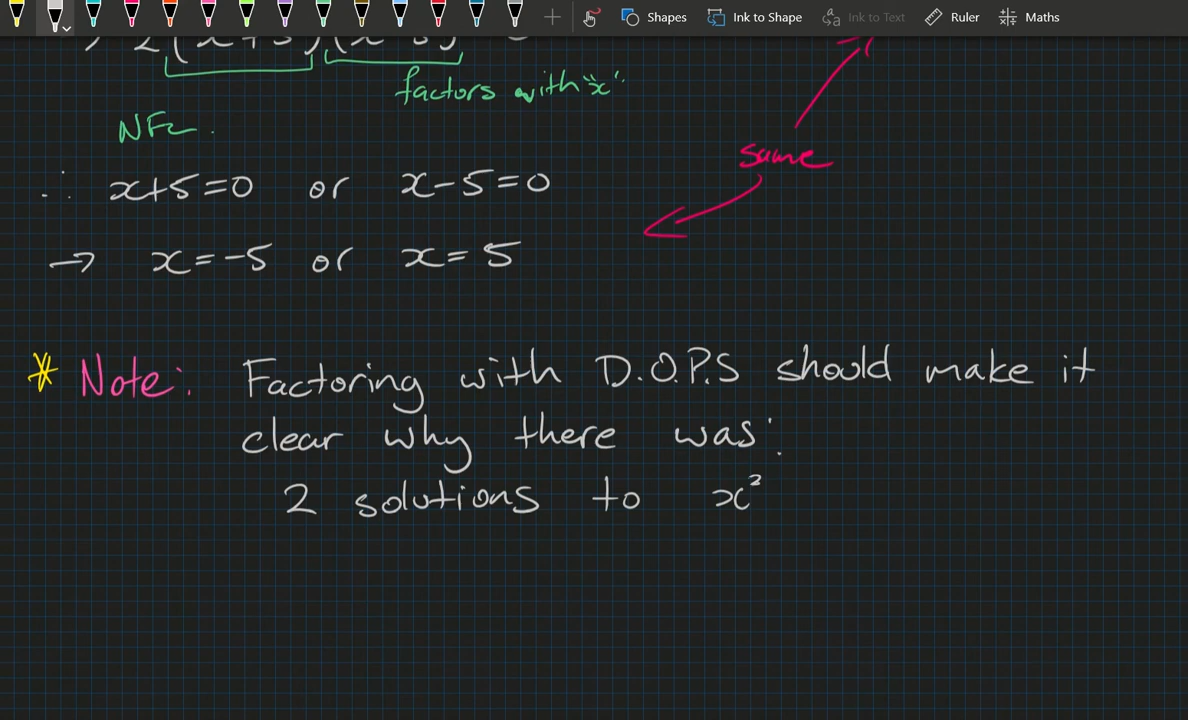 Shapes Ink to Shape Ink to Text Ruler Maths
factors with "x"
same
∴ x+5=0 or x-5=0
→ x=-5 or x=5
* Note: Factoring with D.O.P.S should make it
clear why there was:
2 solutions to x²